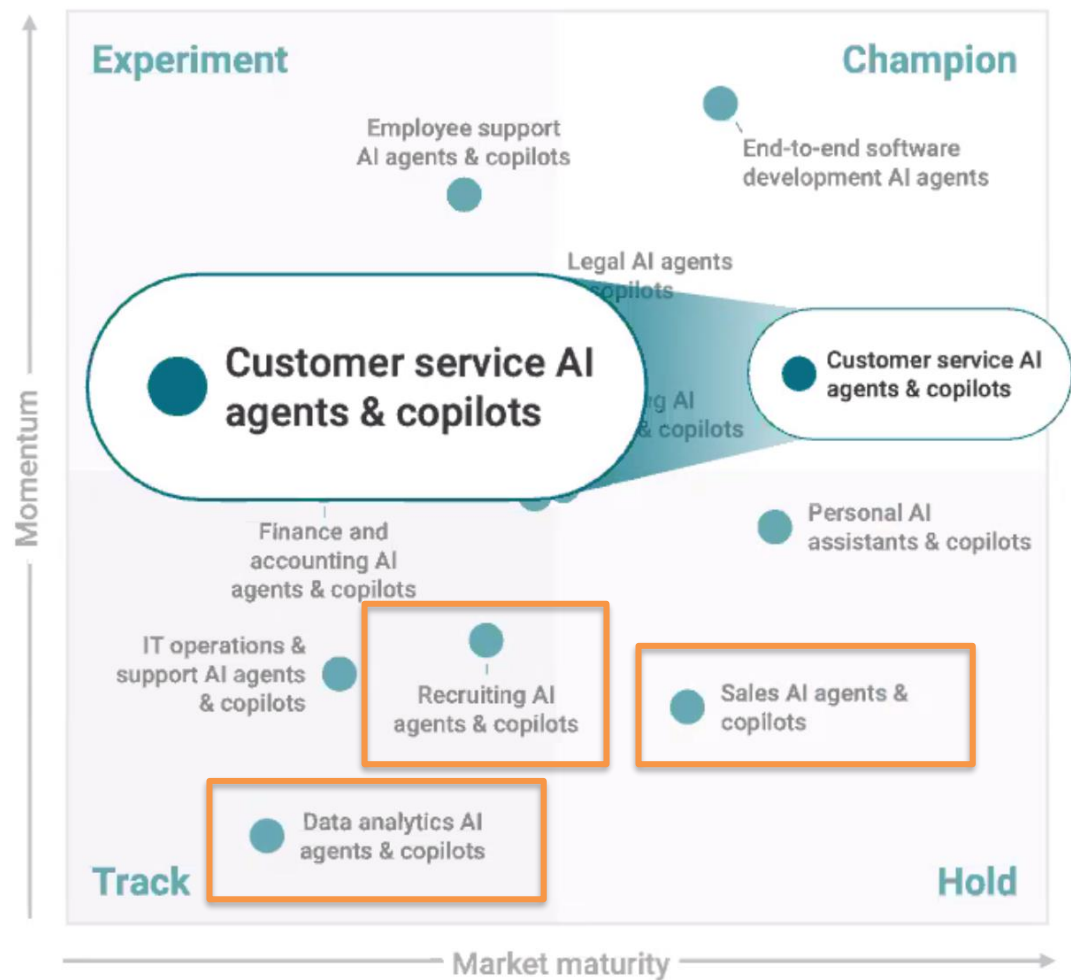 Experiment
Champion
Employee support
AI agents & copilots
End-to-end software
development AI agents
Legal AI agents
copilots
Customer service AI
agents & copilots
Customer service AI
agents & copilots
AI
& copilots
Momentum
Personal AI
assistants & copilots
Finance and
accounting AI
agents & copilots
IT operations &
support AI agents
& copilots
Recruiting AI
agents & copilots
Sales AI agents &
copilots
Data analytics AI
agents & copilots
Track
Hold
Market maturity